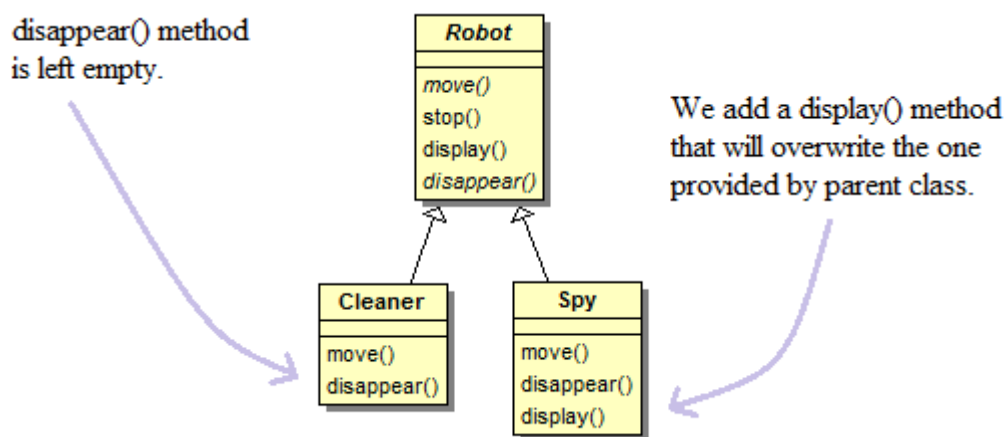 disappear() method
is left empty.
Robot
move()
stop()
display()
disappear()
We add a display() method
that will overwrite the one
provided by parent class.
Cleaner
move()
disappear()
Spy
move()
disappear()
display()